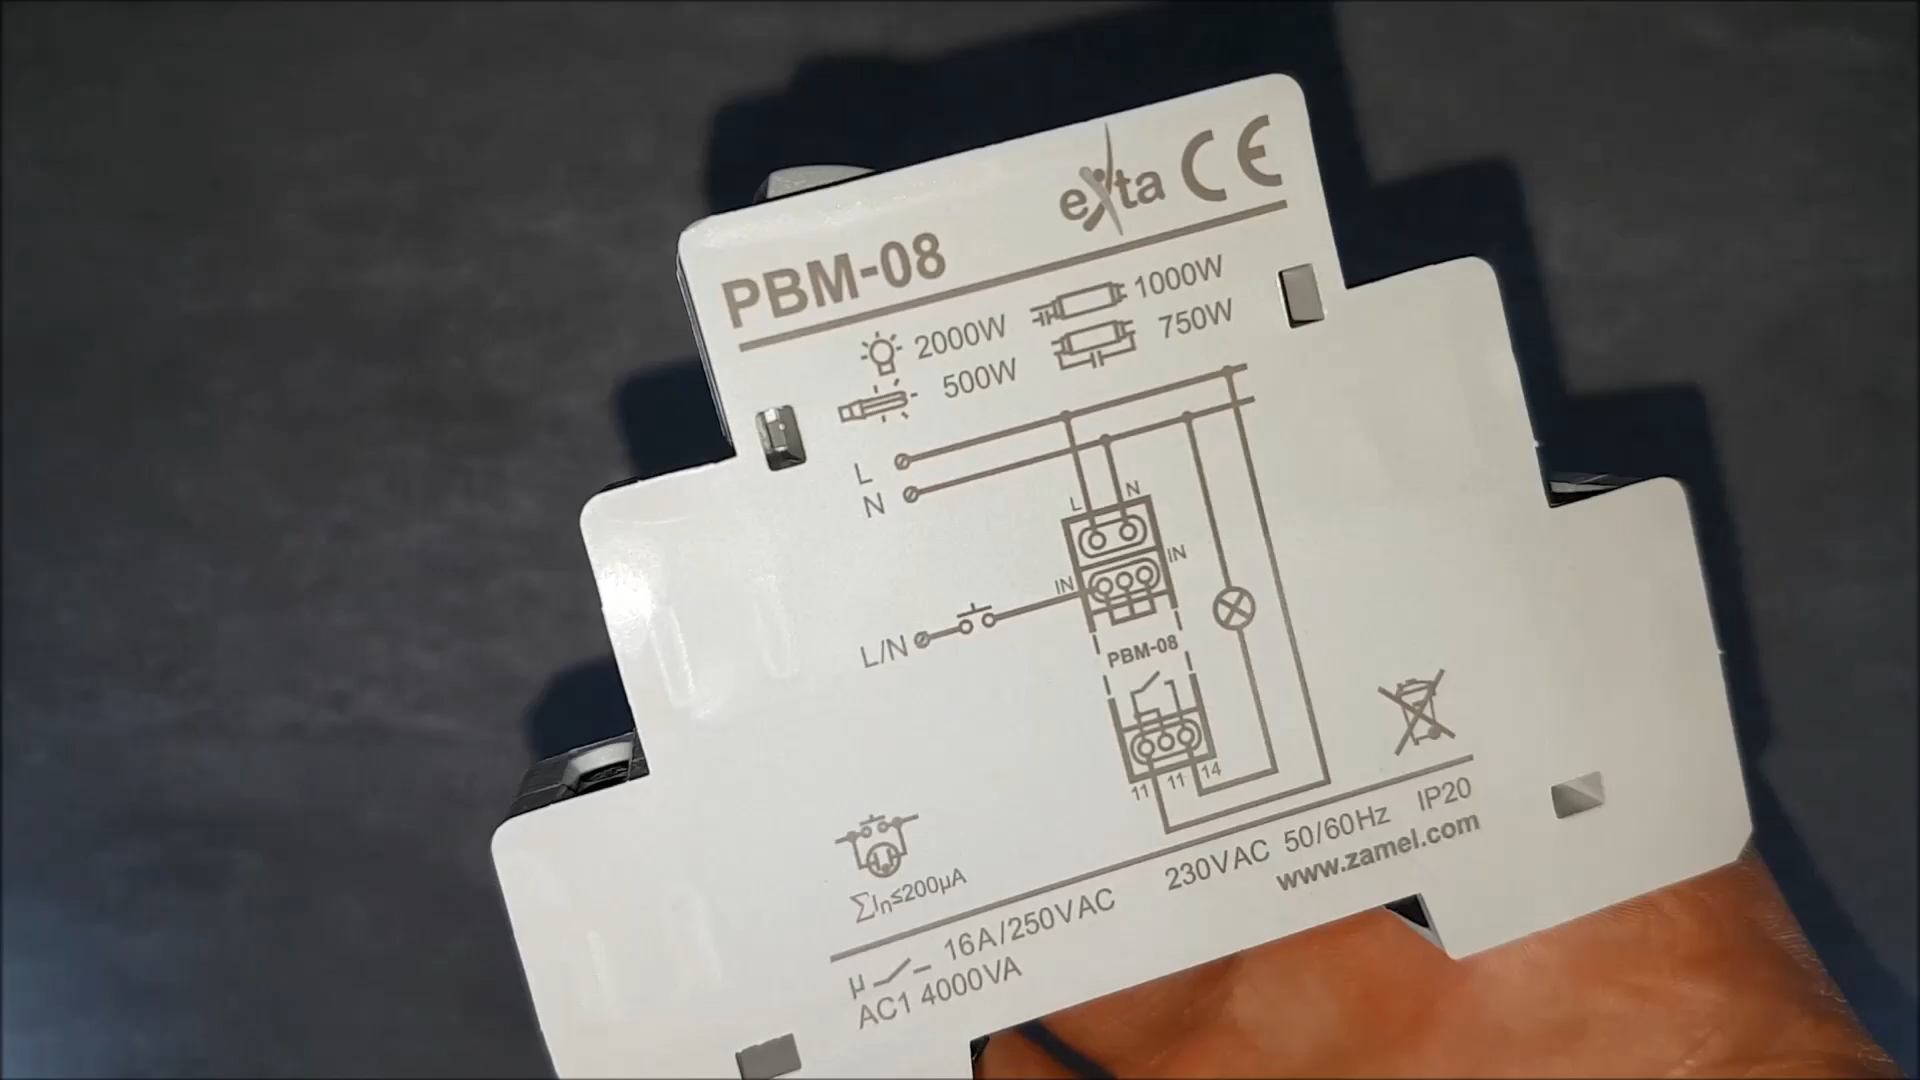 exta CE
PBM-08
2000W
1000W
500W
750W
L
N
L
N
IN
IN
L/N
PBM-08
11
11
14
∑In≤200µA
230VAC 50/60Hz IP20
www.zamel.com
µ 16A/250VAC
AC1 4000VA